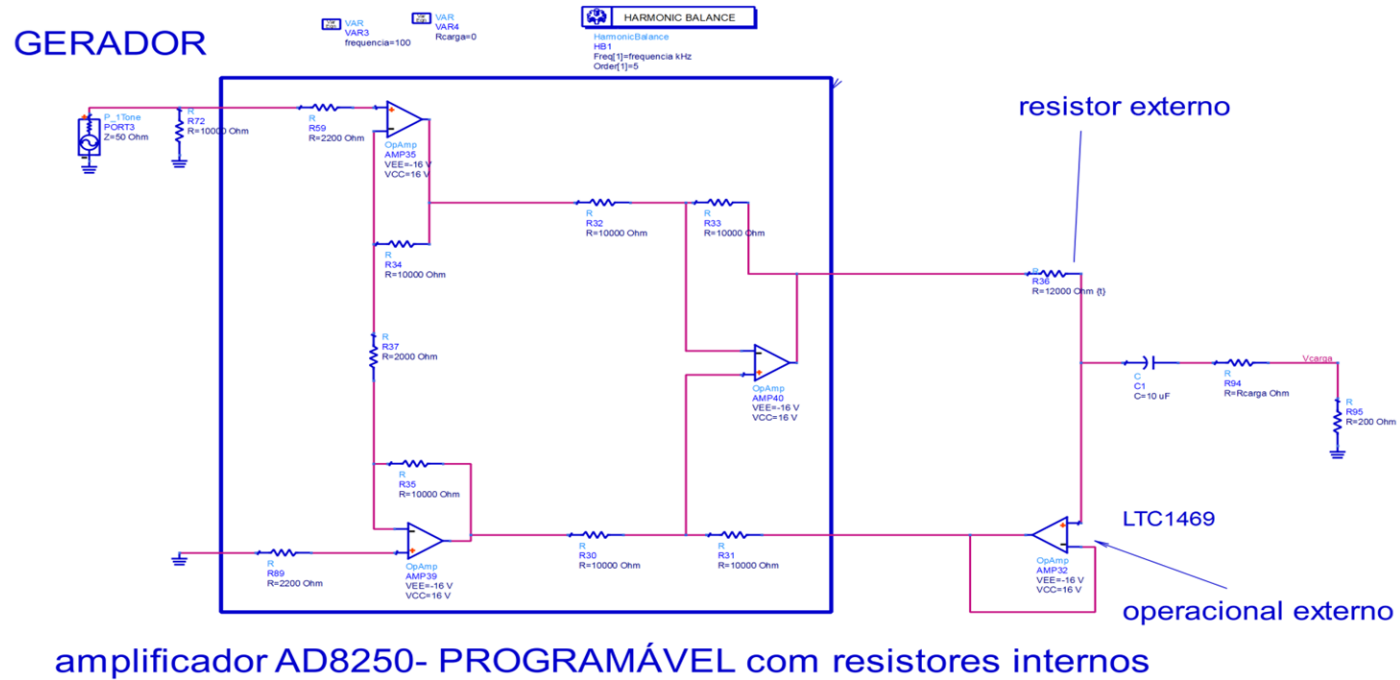 GERADOR
VAR
VAR3
frequencia=100
VAR
VAR4
Rcarga=0
HARMONIC BALANCE
HarmonicBalance
HB1
Freq[1]=frequencia kHz
Order[1]=5
P_1Tone
PORT3
Z=50 Ohm
R
R72
R=10000 Ohm
R
R59
R=2200 Ohm
OpAmp
AMP35
VEE=-16 V
VCC=16 V
resistor externo
R
R32
R=10000 Ohm
R
R33
R=10000 Ohm
R
R34
R=10000 Ohm
R
R36
R=12000 Ohm {t}
R
R37
R=2000 Ohm
OpAmp
AMP40
VEE=-16 V
VCC=16 V
C
C1
C=10 uF
R
R94
R=Rcarga Ohm
Vcarga
R
R95
R=200 Ohm
R
R35
R=10000 Ohm
R
R89
R=2200 Ohm
OpAmp
AMP39
VEE=-16 V
VCC=16 V
R
R30
R=10000 Ohm
R
R31
R=10000 Ohm
LTC1469
OpAmp
AMP32
VEE=-16 V
VCC=16 V
operacional externo
amplificador AD8250- PROGRAMÁVEL com resistores internos